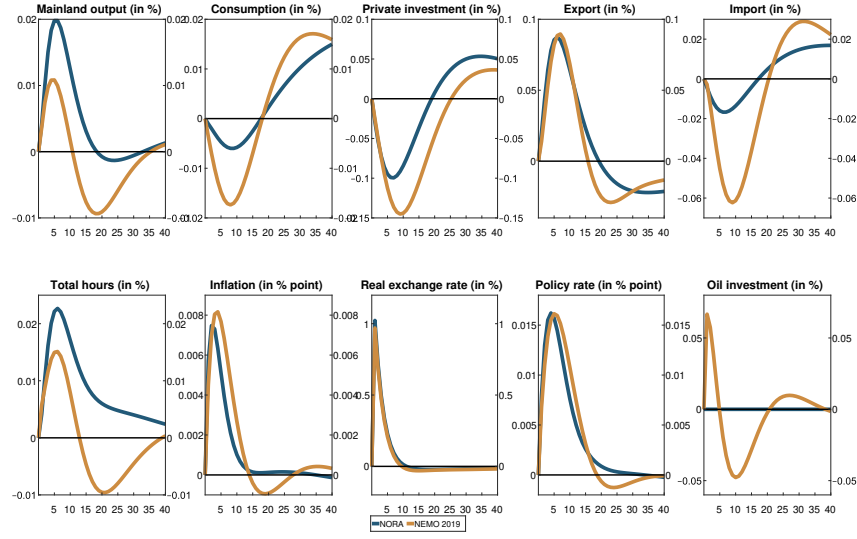 Mainland output (in %)
Consumption (in %)
Private investment (in %)
Export (in %)
Import (in %)
0.02 0.01 0 −0.01
0.02 0.01 0
0.02 0.01 0 −0.01 0.02
0.1 0.05 0 −0.05 −0.1
0.1 0.05 0 −0.05 −0.1 −0.15
0.1 0.05 0
0.1 0.05 0 −0.05 −0.1 −0.15
0.03 0.02 0.01 0 −0.02 −0.04 −0.06
0.02 0 −0.02 −0.04 −0.06
5 10 15 20 25 30 35 40
5 10 15 20 25 30 35 40
5 10 15 20 25 30 35 40
5 10 15 20 25 30 35 40
5 10 15 20 25 30 35 40
Total hours (in %)
Inflation (in % point)
Real exchange rate (in %)
Policy rate (in % point)
Oil investment (in %)
0.02 0.01 0 −0.01
0.02 0.01 0 −0.01
0.008 0.006 0.004 0.002 0
0.008 0.006 0.004 0.002 0
1 0.5 0
1 0.5 0
0.015 0.01 0.005 0
0.015 0.01 0.005 0
0.05 0 −0.05
0.05 0 −0.05
5 10 15 20 25 30 35 40
5 10 15 20 25 30 35 40
5 10 15 20 25 30 35 40
5 10 15 20 25 30 35 40
5 10 15 20 25 30 35 40
NORA NEMO 2019